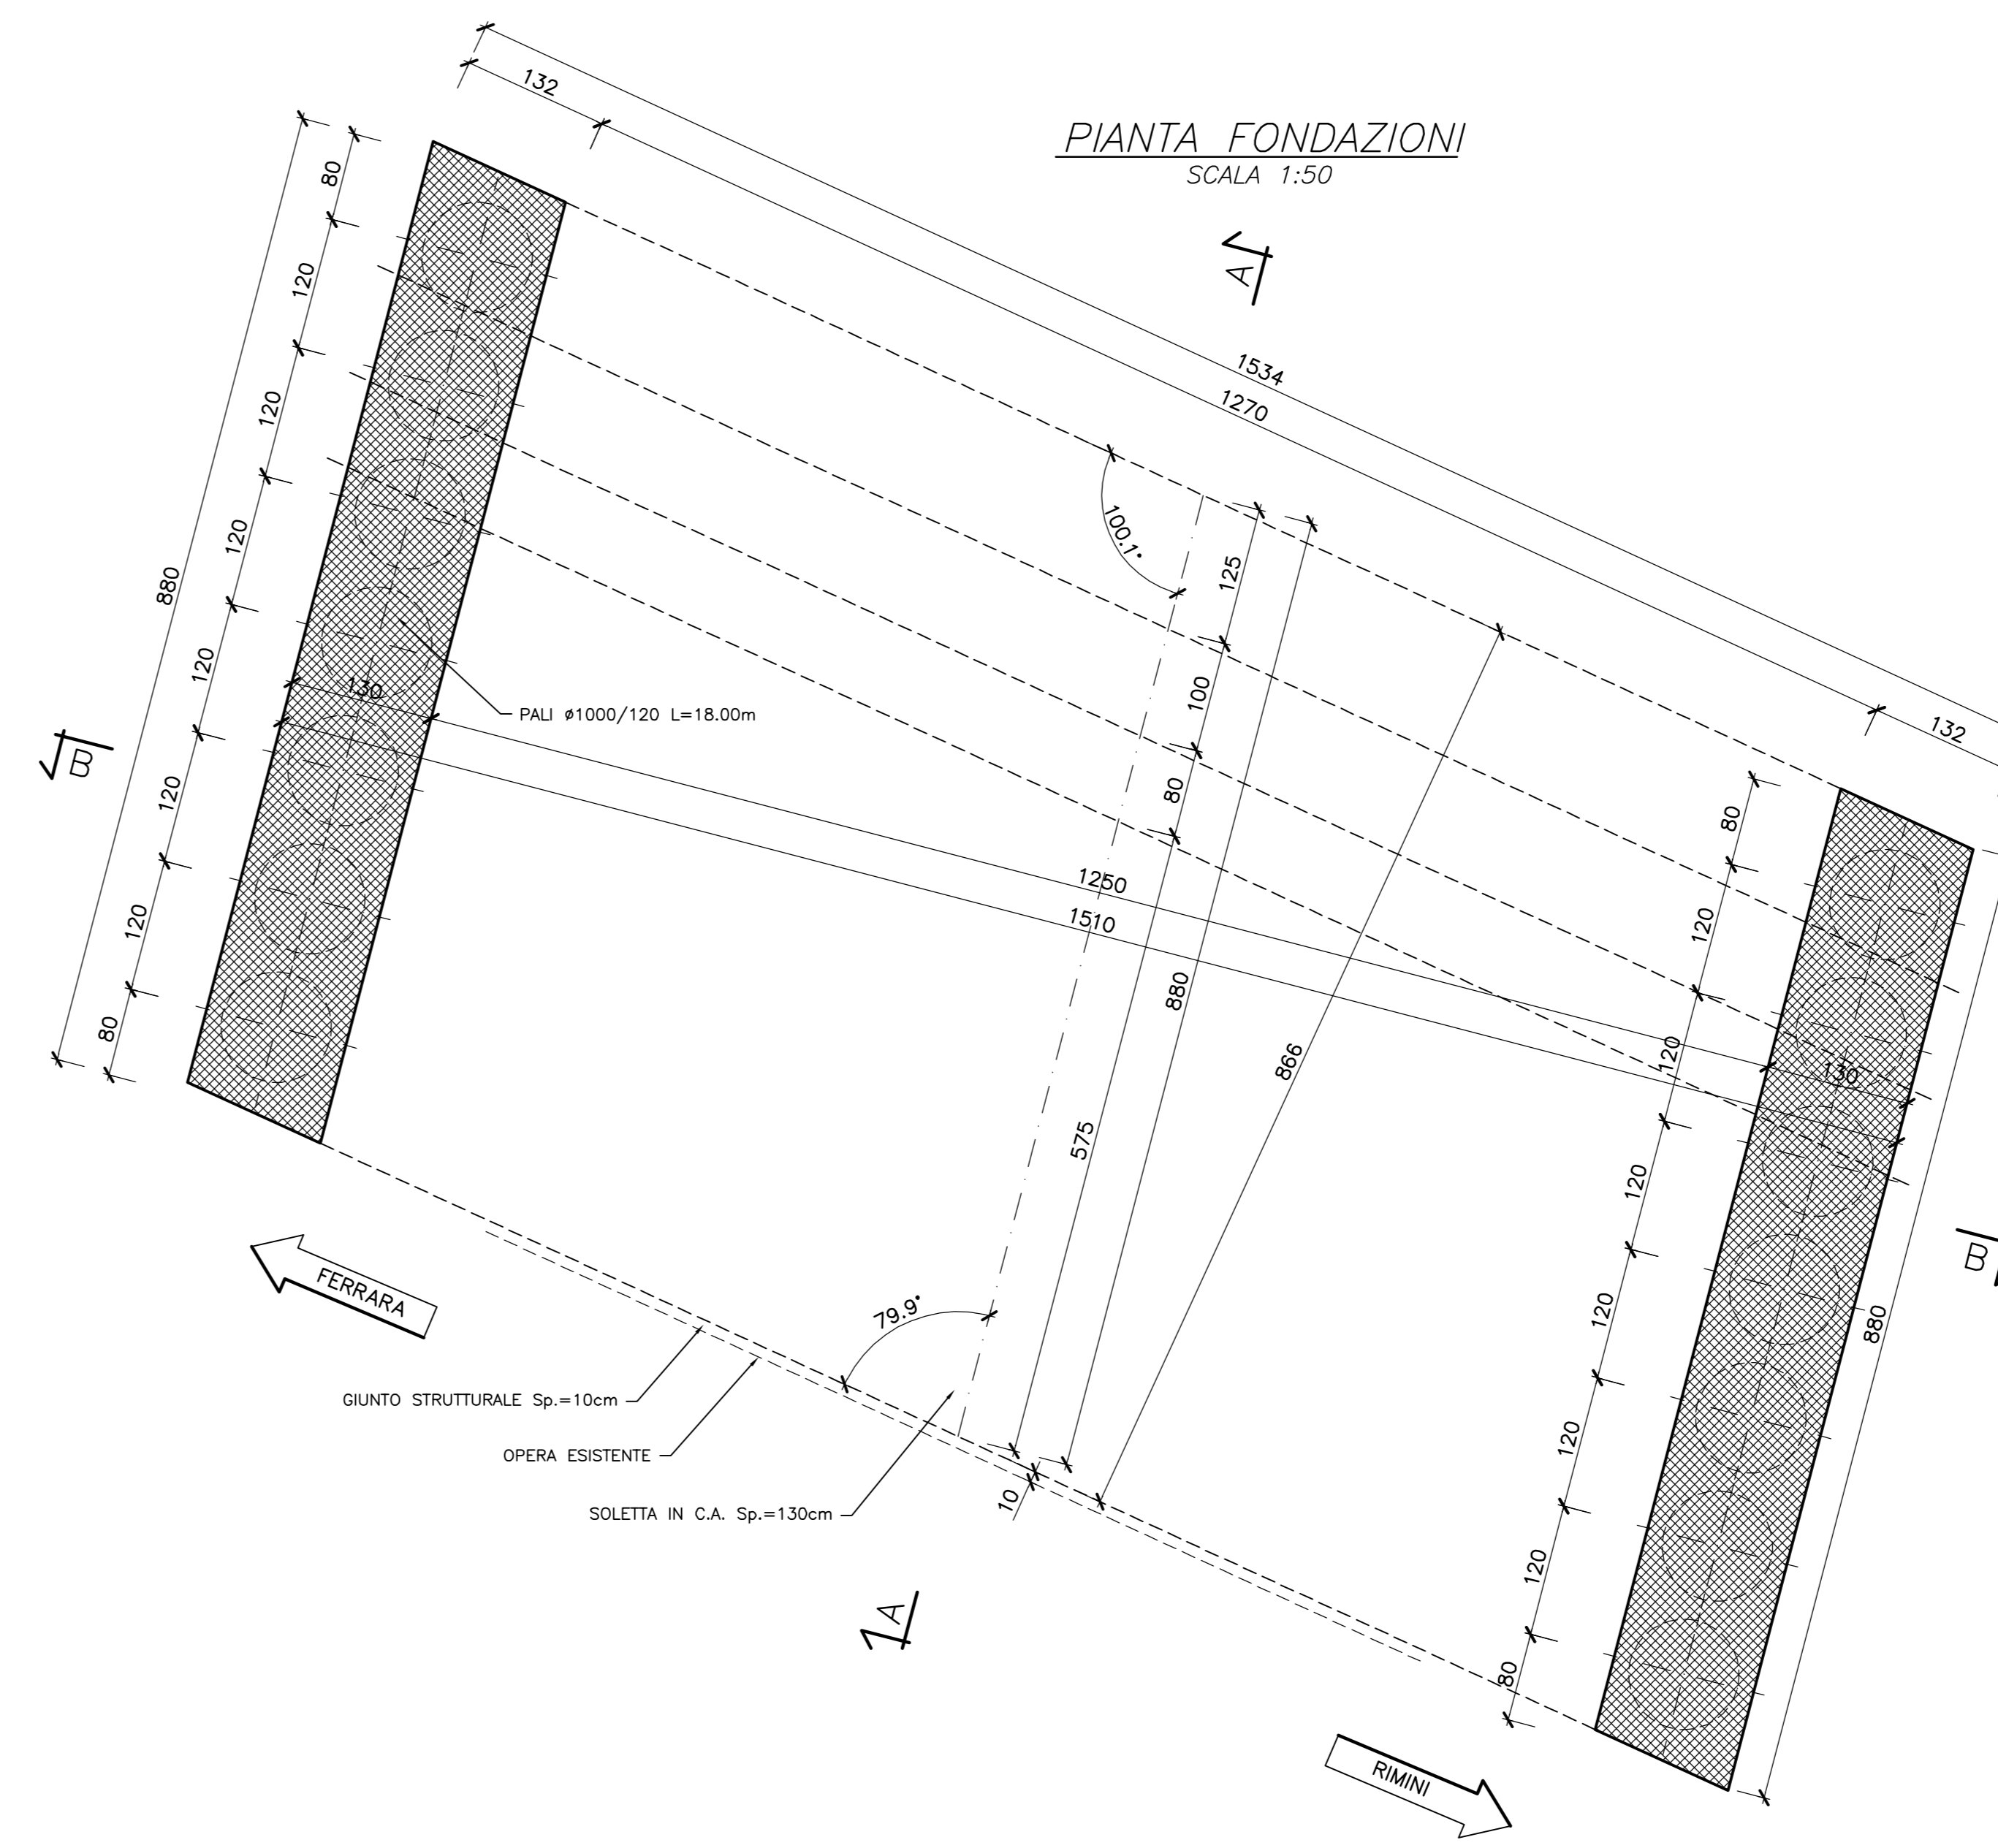 132
PIANTA FONDAZIONI
SCALA 1:50
A
80
120
120
120
120
120
120
80
880
1534
1270
132
100.1°
125
100
80
575
880
866
130
PALI ø1000/120 L=18.00m
B
1250
1510
130
80
120
120
120
120
120
120
80
880
B
FERRARA
79.9°
GIUNTO STRUTTURALE Sp.=10cm
OPERA ESISTENTE
SOLETTA IN C.A. Sp.=130cm
10
A
RIMINI